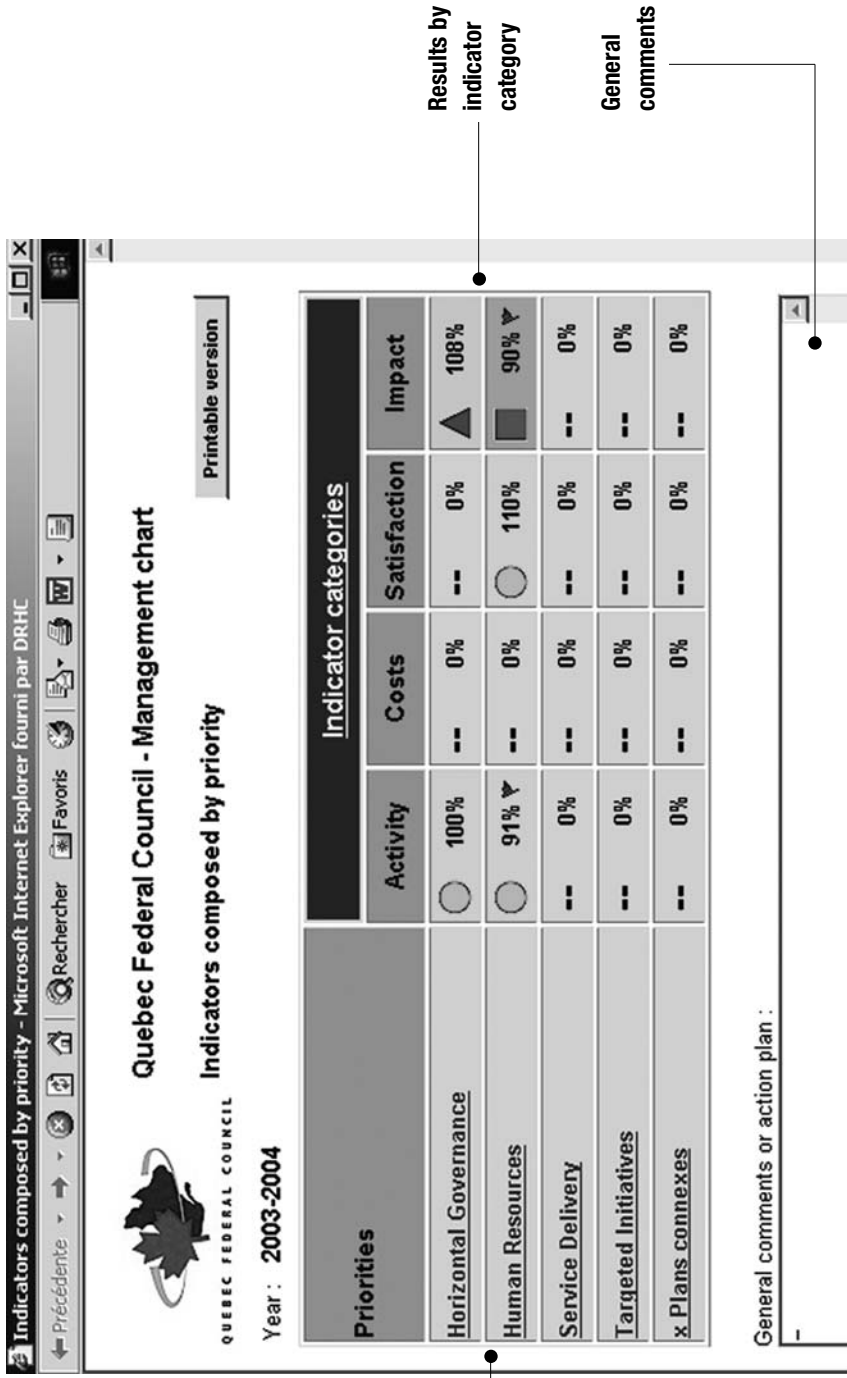 Indicators composed by priority - Microsoft Internet Explorer fourni par DRHC
Précédente
Rechercher
Favoris
QUEBEC FEDERAL COUNCIL
Quebec Federal Council - Management chart
Indicators composed by priority
Year : 2003-2004
Printable version
Priorities
Indicator categories
Activity Costs Satisfaction Impact
Horizontal Governance 100% -- 0% -- 0% 108%
Human Resources 91% -- 0% 110% 90%
Service Delivery -- 0% -- 0% -- 0% -- 0%
Targeted Initiatives -- 0% -- 0% -- 0% -- 0%
x Plans connexes -- 0% -- 0% -- 0% -- 0%
General comments or action plan :
-
Results by
indicator
category
General
comments